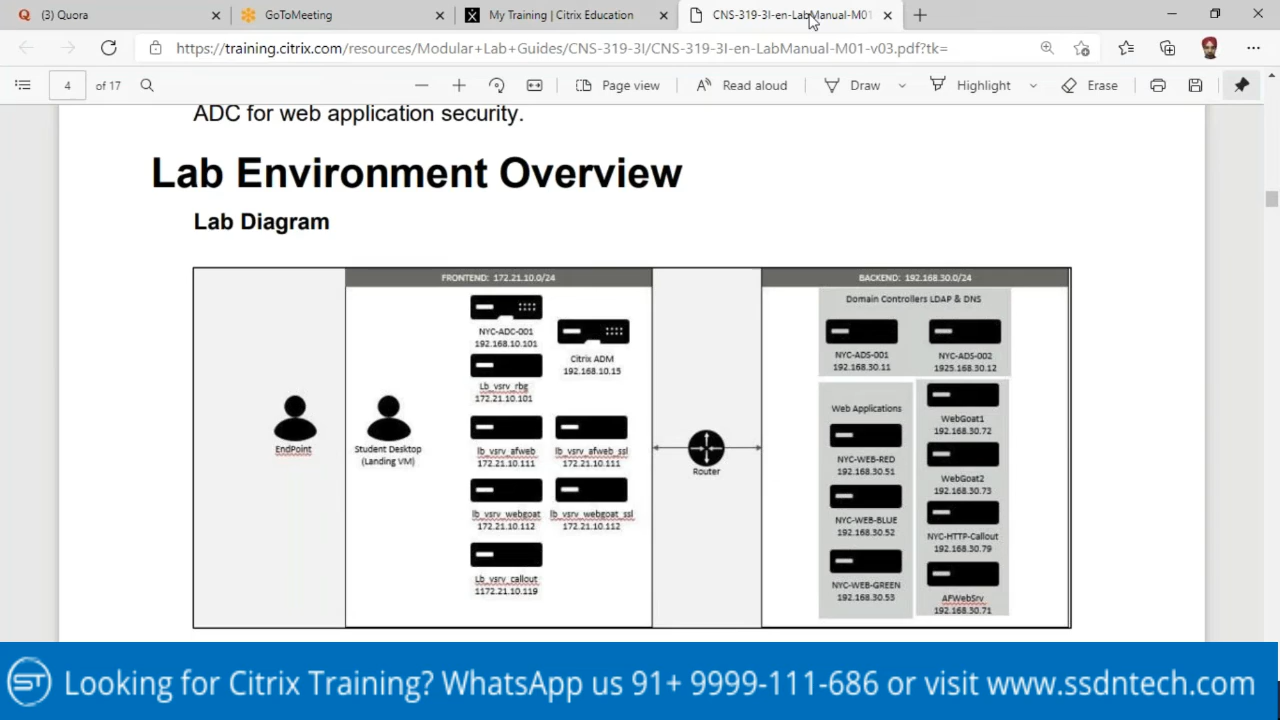 (3) Quora
GoToMeeting
My Training | Citrix Education
CNS-319-3I-en-LabManual-M01
https://training.citrix.com/resources/Modular+Lab+Guides/CNS-319-3I/CNS-319-3I-en-LabManual-M01-v03.pdf?tk=
4 of 17
Page view
Read aloud
Draw
Highlight
Erase
ADC for web application security.
Lab Environment Overview
Lab Diagram
FRONTEND: 172.21.10.0/24
BACKEND: 192.168.30.0/24
EndPoint
Student Desktop
(Landing VM)
NYC-ADC-001
192.168.10.101
Citrix ADM
192.168.10.15
Lb_vsrv_rbg
172.21.10.101
lb_vsrv_afweb
172.21.10.111
lb_vsrv_afweb_ssl
172.21.10.111
lb_vsrv_webgoat
172.21.10.112
lb_vsrv_webgoat_ssl
172.21.10.112
Lb_vsrv_callout
1172.21.10.119
Router
Domain Controllers LDAP & DNS
NYC-ADS-001
192.168.30.11
NYC-ADS-002
1925.168.30.12
Web Applications
NYC-WEB-RED
192.168.30.51
NYC-WEB-BLUE
192.168.30.52
NYC-WEB-GREEN
192.168.30.53
WebGoat1
192.168.30.72
WebGoat2
192.168.30.73
NYC-HTTP-Callout
192.168.30.79
AFWebSrv
192.168.30.71
ST
Looking for Citrix Training? WhatsApp us 91+ 9999-111-686 or visit www.ssdntech.com